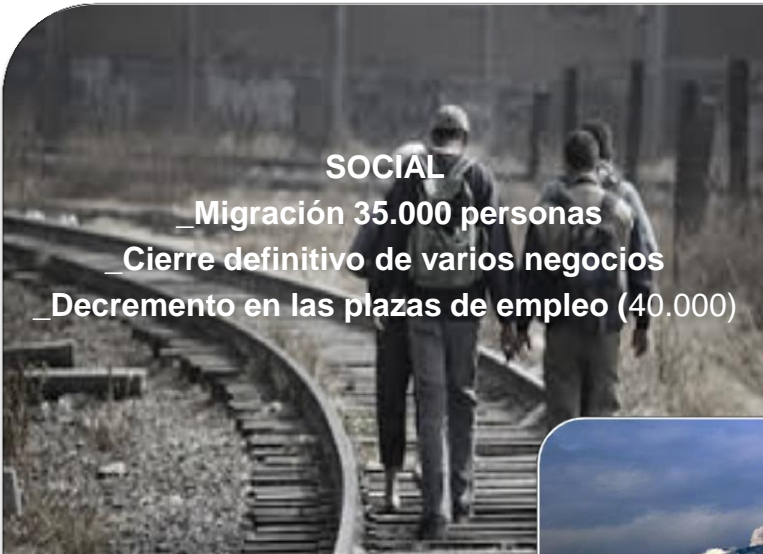 SOCIAL
_Migración 35.000 personas
_Cierre definitivo de varios negocios
_Decremento en las plazas de empleo (40.000)